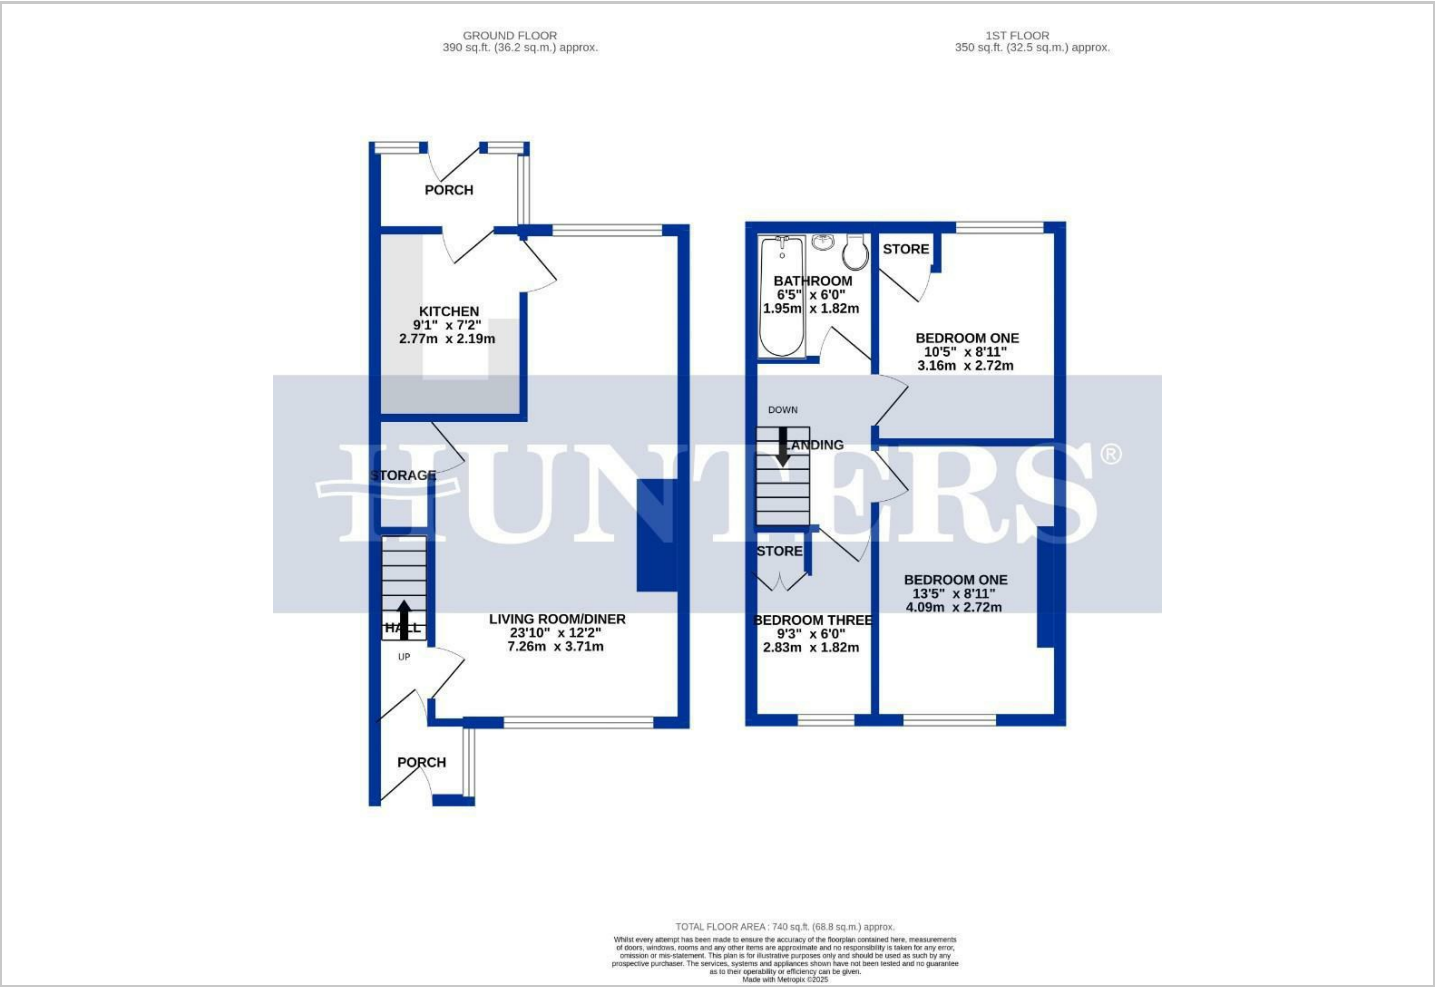 GROUND FLOOR
390 sq.ft. (36.2 sq.m.) approx.
1ST FLOOR
350 sq.ft. (32.5 sq.m.) approx.
PORCH
KITCHEN
9'1" x 7'2"
2.77m x 2.19m
STORAGE
HALL
UP
LIVING ROOM/DINER
23'10" x 12'2"
7.26m x 3.71m
PORCH
BATHROOM
6'5" x 6'0"
1.95m x 1.82m
STORE
BEDROOM ONE
10'5" x 8'11"
3.16m x 2.72m
DOWN
LANDING
STORE
BEDROOM ONE
13'5" x 8'11"
4.09m x 2.72m
BEDROOM THREE
9'3" x 6'0"
2.83m x 1.82m
HUNTERS®
TOTAL FLOOR AREA : 740 sq.ft. (68.8 sq.m.) approx.
Whilst every attempt has been made to ensure the accuracy of the floorplan contained here, measurements
of doors, windows, rooms and any other items are approximate and no responsibility is taken for any error,
omission or mis-statement. This plan is for illustrative purposes only and should be used as such by any
prospective purchaser. The services, systems and appliances shown have not been tested and no guarantee
as to their operability or efficiency can be given.
Made with Metropix ©2025